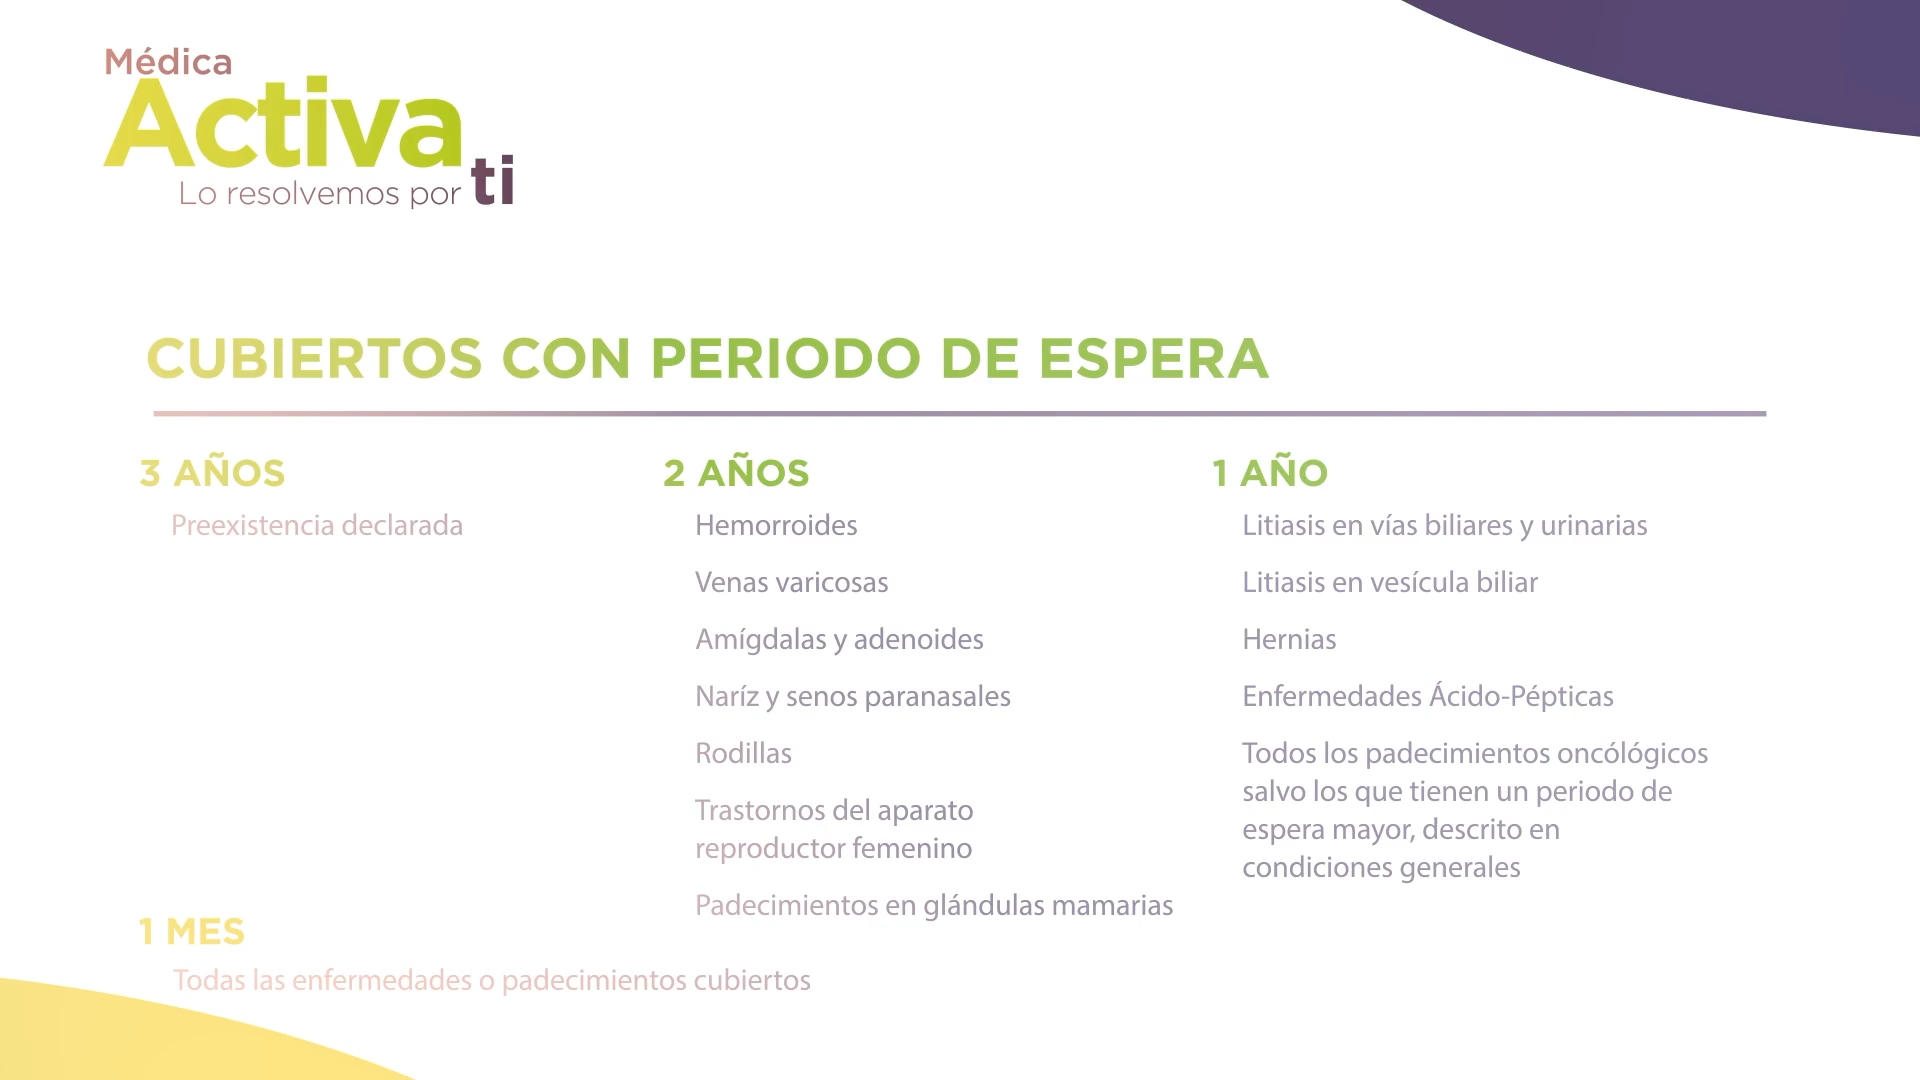 Médica
Activa
Lo resolvemos por ti
CUBIERTOS CON PERIODO DE ESPERA
3 AÑOS
Preexistencia declarada
2 AÑOS
Hemorroides
Venas varicosas
Amígdalas y adenoides
Naríz y senos paranasales
Rodillas
Trastornos del aparato
reproductor femenino
Padecimientos en glándulas mamarias
1 AÑO
Litiasis en vías biliares y urinarias
Litiasis en vesícula biliar
Hernias
Enfermedades Ácido-Pépticas
Todos los padecimientos oncólógicos
salvo los que tienen un periodo de
espera mayor, descrito en
condiciones generales
1 MES
Todas las enfermedades o padecimientos cubiertos